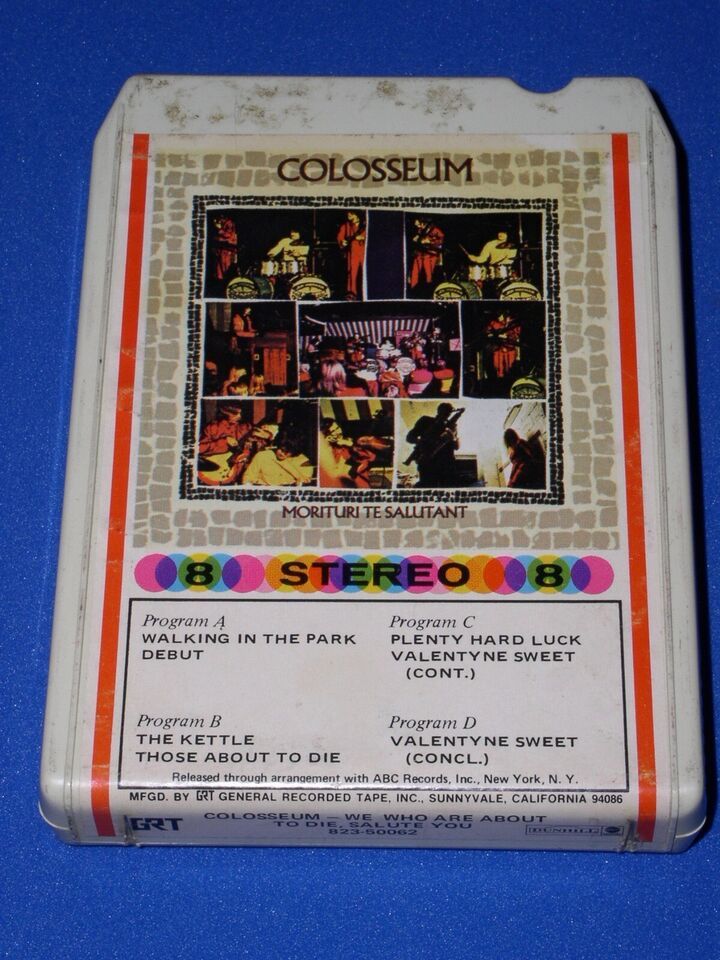 COLOSSEUM
MORITURI TE SALUTANT
8 STEREO 8
Program A
WALKING IN THE PARK
DEBUT
Program C
PLENTY HARD LUCK
VALENTYNE SWEET
(CONT.)
Program B
THE KETTLE
THOSE ABOUT TO DIE
Program D
VALENTYNE SWEET
(CONCL.)
Released through arrangement with ABC Records, Inc., New York, N. Y.
MFGD. BY GRT GENERAL RECORDED TAPE, INC., SUNNYVALE, CALIFORNIA 94086
GRT
COLOSSEUM – WE WHO ARE ABOUT
TO DIE, SALUTE YOU
823-50062
DUNHILL